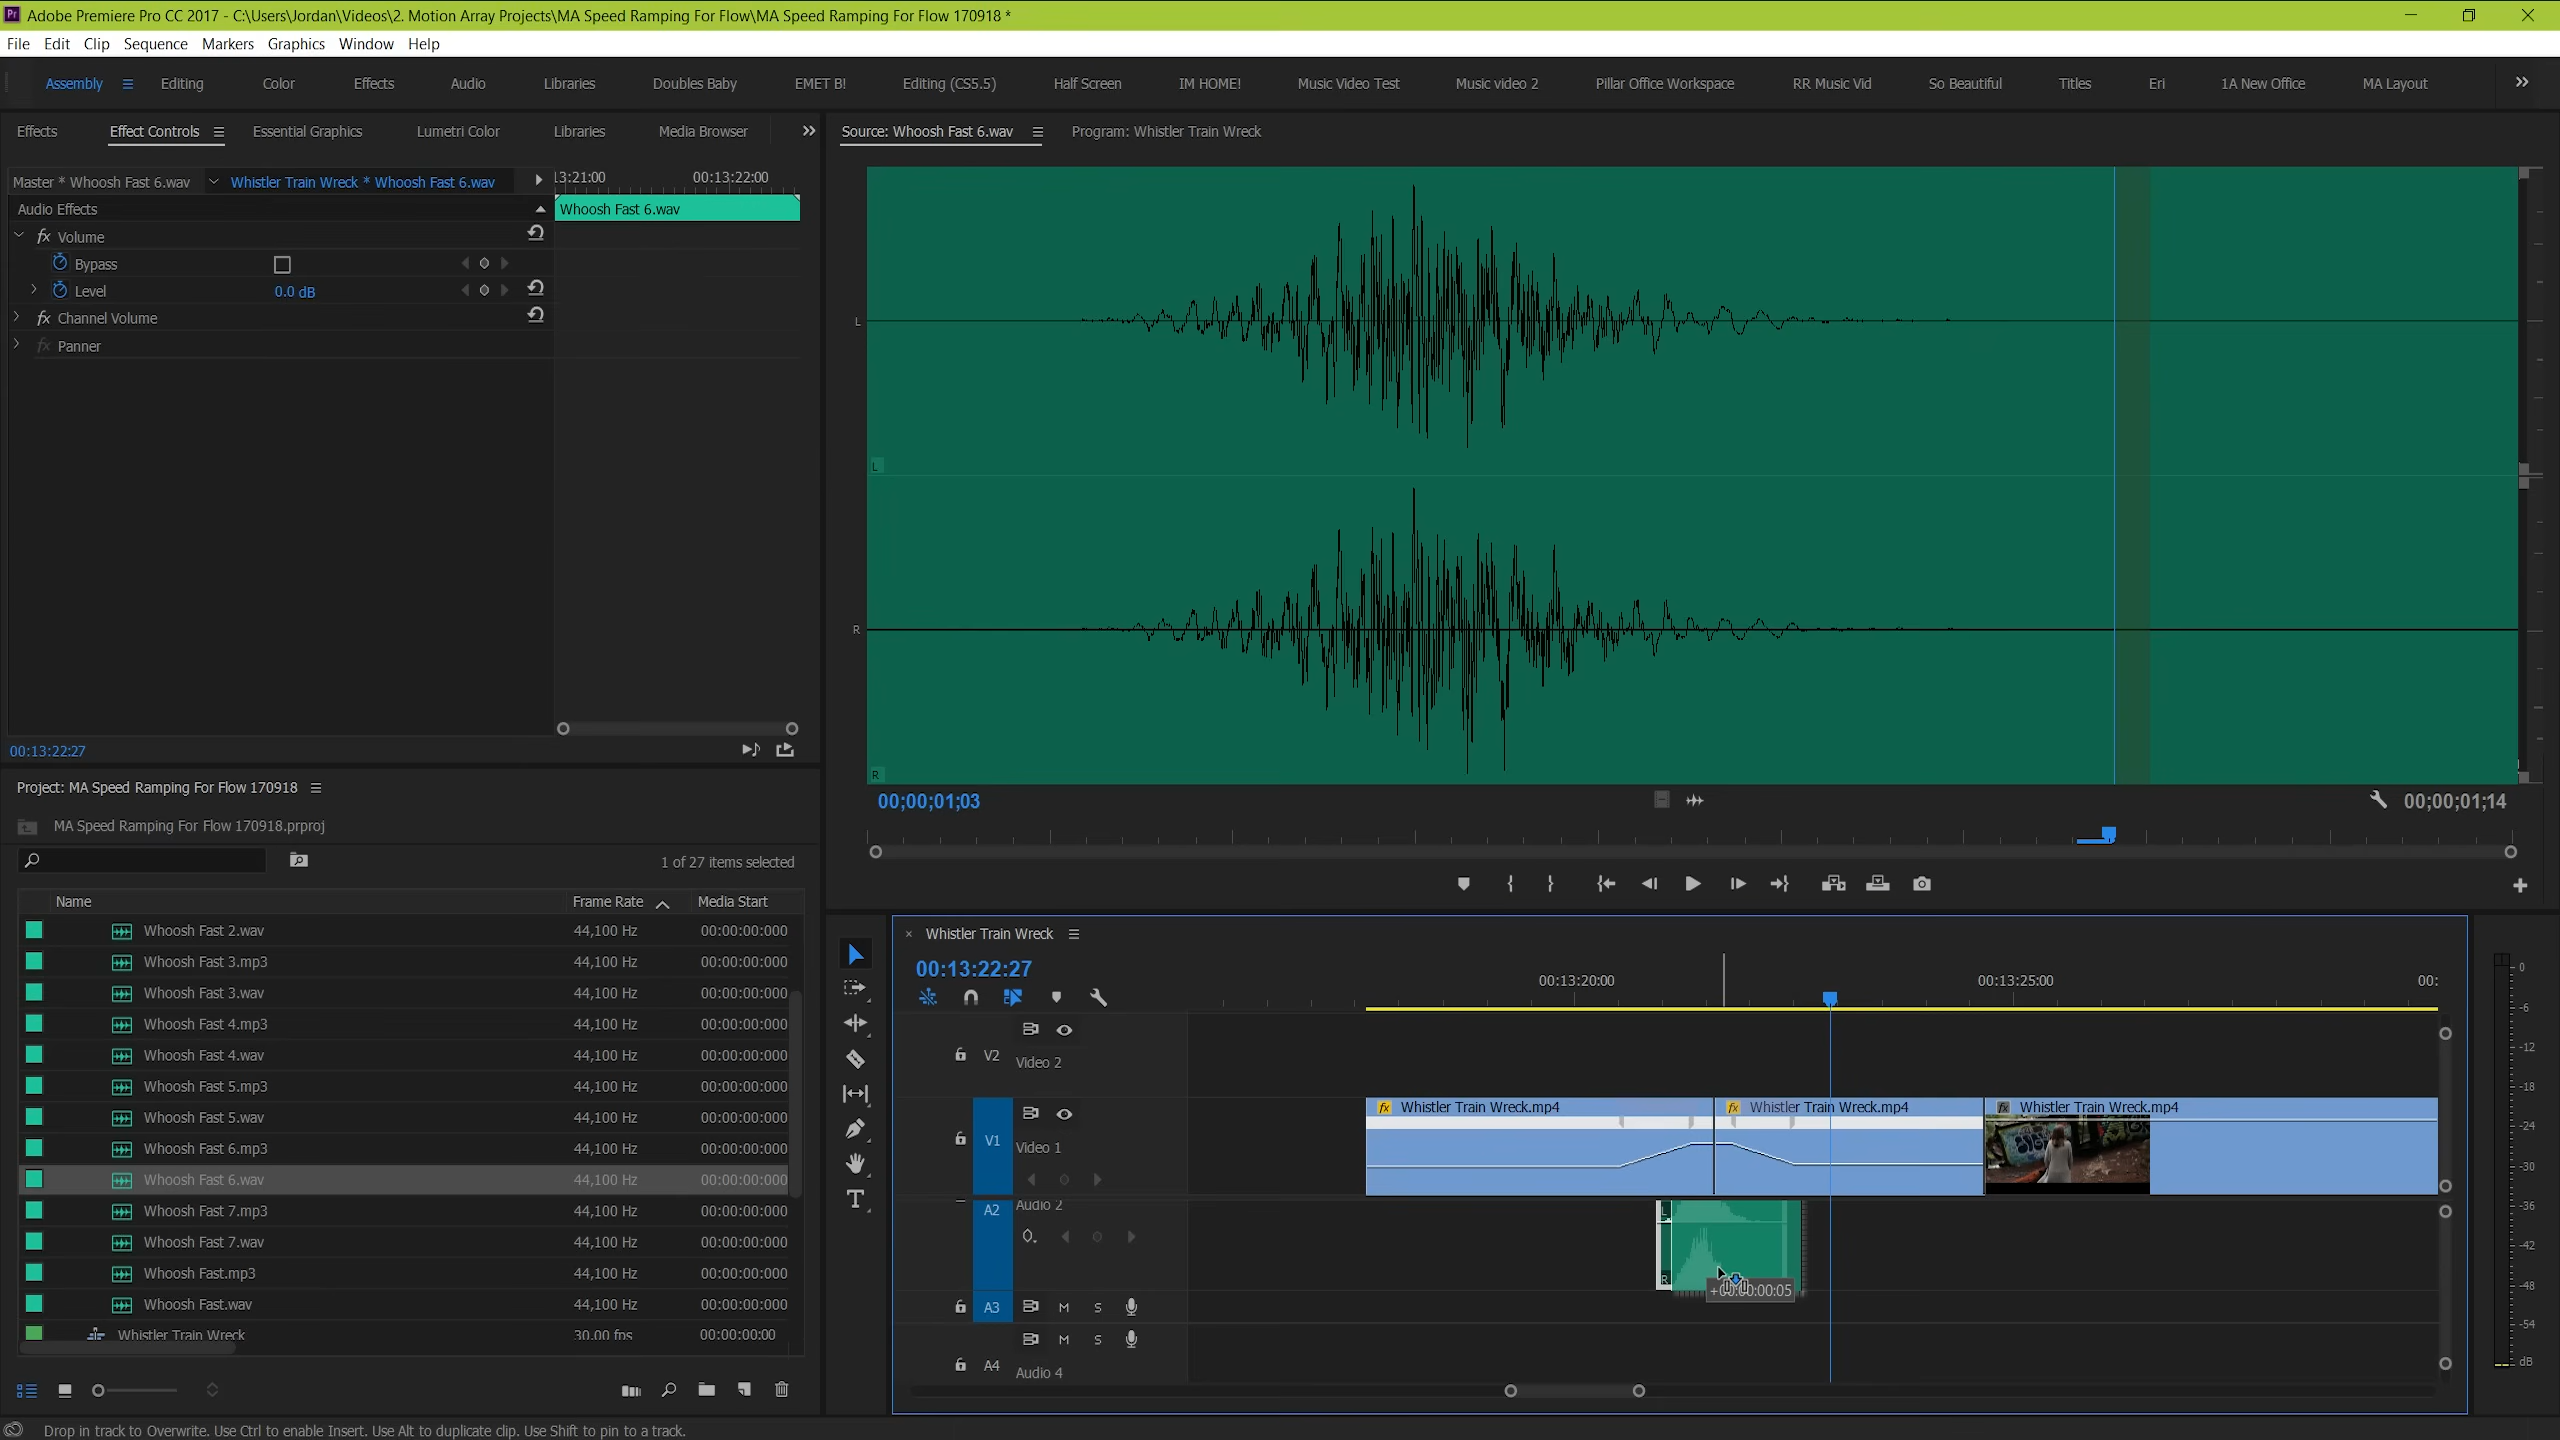 Adobe Premiere Pro CC 2017 - C:\Users\Jordan\Videos\2. Motion Array Projects\MA Speed Ramping For Flow\MA Speed Ramping For Flow 170918 *
File Edit Clip Sequence Markers Graphics Window Help
Assembly Editing Color Effects Audio Libraries Doubles Baby EMET B! Editing (CS5.5) Half Screen IM HOME! Music Video Test Music video 2 Pillar Office Workspace RR Music Vid So Beautiful Titles Eri 1A New Office MA Layout
Effects Effect Controls Essential Graphics Lumetri Color Libraries Media Browser
Master * Whoosh Fast 6.wav Whistler Train Wreck * Whoosh Fast 6.wav
13:21:00 00:13:22:00
Audio Effects
Whoosh Fast 6.wav
fx Volume
Bypass
Level 0.0 dB
fx Channel Volume
fx Panner
00:13:22:27
Source: Whoosh Fast 6.wav Program: Whistler Train Wreck
L
L
R
R
00;00;01;03
00;00;01;14
Project: MA Speed Ramping For Flow 170918
MA Speed Ramping For Flow 170918.prproj
1 of 27 items selected
Name Frame Rate Media Start
Whoosh Fast 2.wav 44,100 Hz 00:00:00:000
Whoosh Fast 3.mp3 44,100 Hz 00:00:00:000
Whoosh Fast 3.wav 44,100 Hz 00:00:00:000
Whoosh Fast 4.mp3 44,100 Hz 00:00:00:000
Whoosh Fast 4.wav 44,100 Hz 00:00:00:000
Whoosh Fast 5.mp3 44,100 Hz 00:00:00:000
Whoosh Fast 5.wav 44,100 Hz 00:00:00:000
Whoosh Fast 6.mp3 44,100 Hz 00:00:00:000
Whoosh Fast 6.wav 44,100 Hz 00:00:00:000
Whoosh Fast 7.mp3 44,100 Hz 00:00:00:000
Whoosh Fast 7.wav 44,100 Hz 00:00:00:000
Whoosh Fast.mp3 44,100 Hz 00:00:00:000
Whoosh Fast.wav 44,100 Hz 00:00:00:000
Whistler Train Wreck 30.00 fps 00:00:00:00
Whistler Train Wreck
00:13:22:27
00:13:20:00 00:13:25:00 00:
V2 Video 2
fx Whistler Train Wreck.mp4 fx Whistler Train Wreck.mp4 fx Whistler Train Wreck.mp4
V1 Video 1
A2 Audio 2
L
R
+00:00:00:05
A3 M S
M S
A4 Audio 4
0
-6
-12
-18
-24
-30
-36
-42
-48
-54
dB
Drop in track to Overwrite. Use Ctrl to enable Insert. Use Alt to duplicate clip. Use Shift to pin to a track.